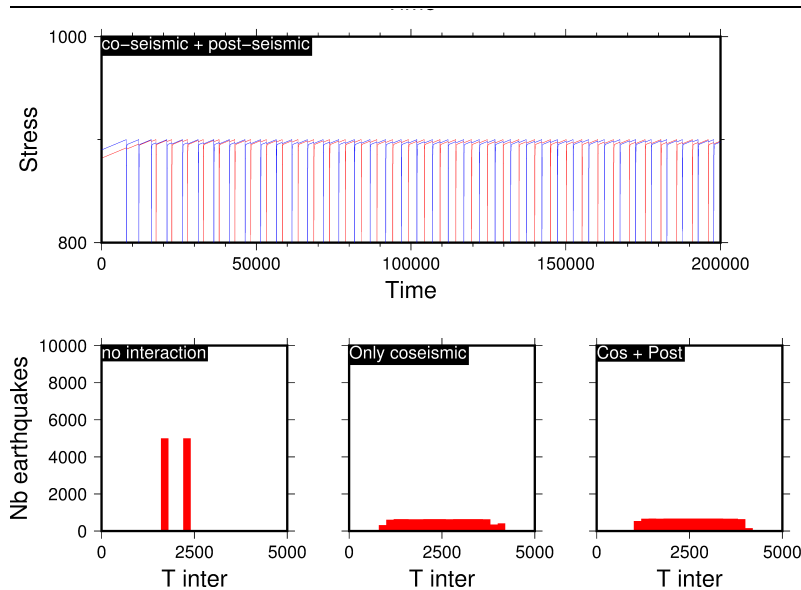 co-seismic + post-seismic
1000
800
Stress
0 50000 100000 150000 200000
Time
no interaction
Only coseismic
Cos + Post
10000
8000
6000
4000
2000
0
Nb earthquakes
0 2500 5000
0 2500 5000
0 2500 5000
T inter
T inter
T inter